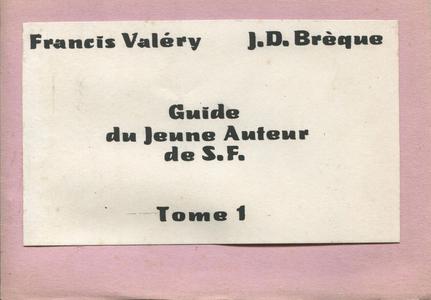 Francis Valéry J.D. Brèque
Guide
du Jeune Auteur
de S.F.
Tome 1